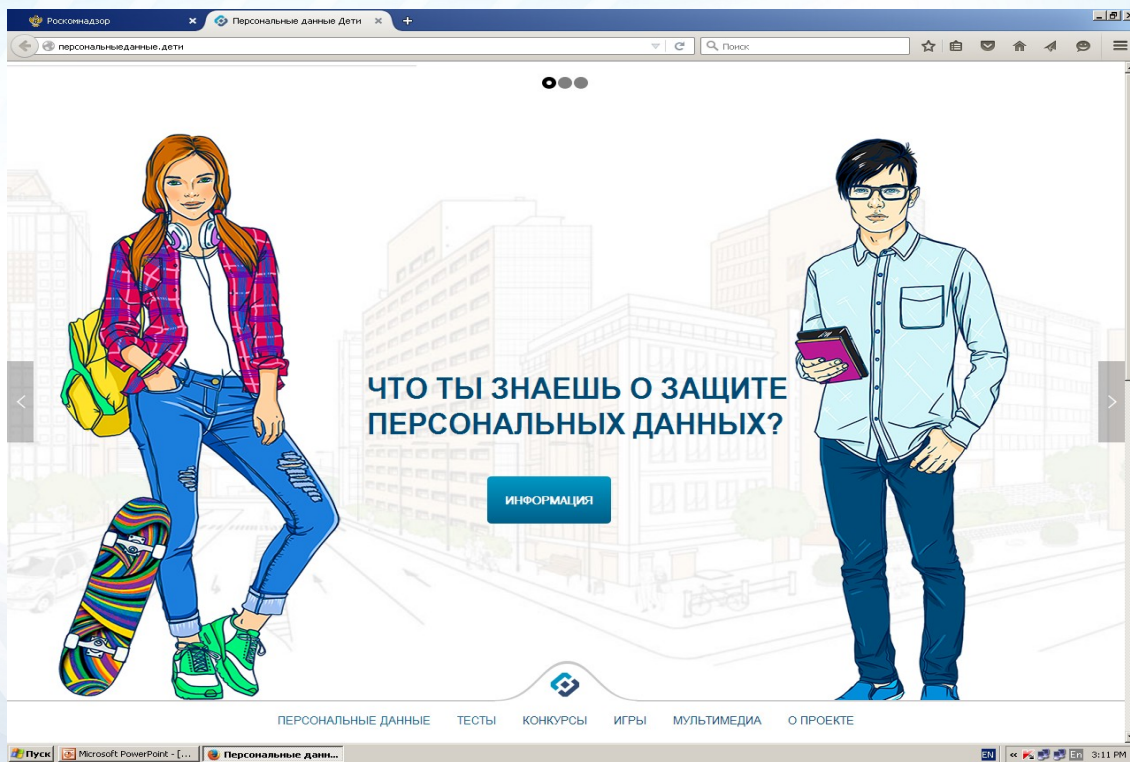 Роскомнадзор
Персональные данные Дети
персональныеданные.дети
Поиск
ЧТО ТЫ ЗНАЕШЬ О ЗАЩИТЕ
ПЕРСОНАЛЬНЫХ ДАННЫХ?
ИНФОРМАЦИЯ
ПЕРСОНАЛЬНЫЕ ДАННЫЕ ТЕСТЫ КОНКУРСЫ ИГРЫ МУЛЬТИМЕДИА О ПРОЕКТЕ
Пуск Microsoft PowerPoint - [... Персональные данн... EN En 3:11 PM